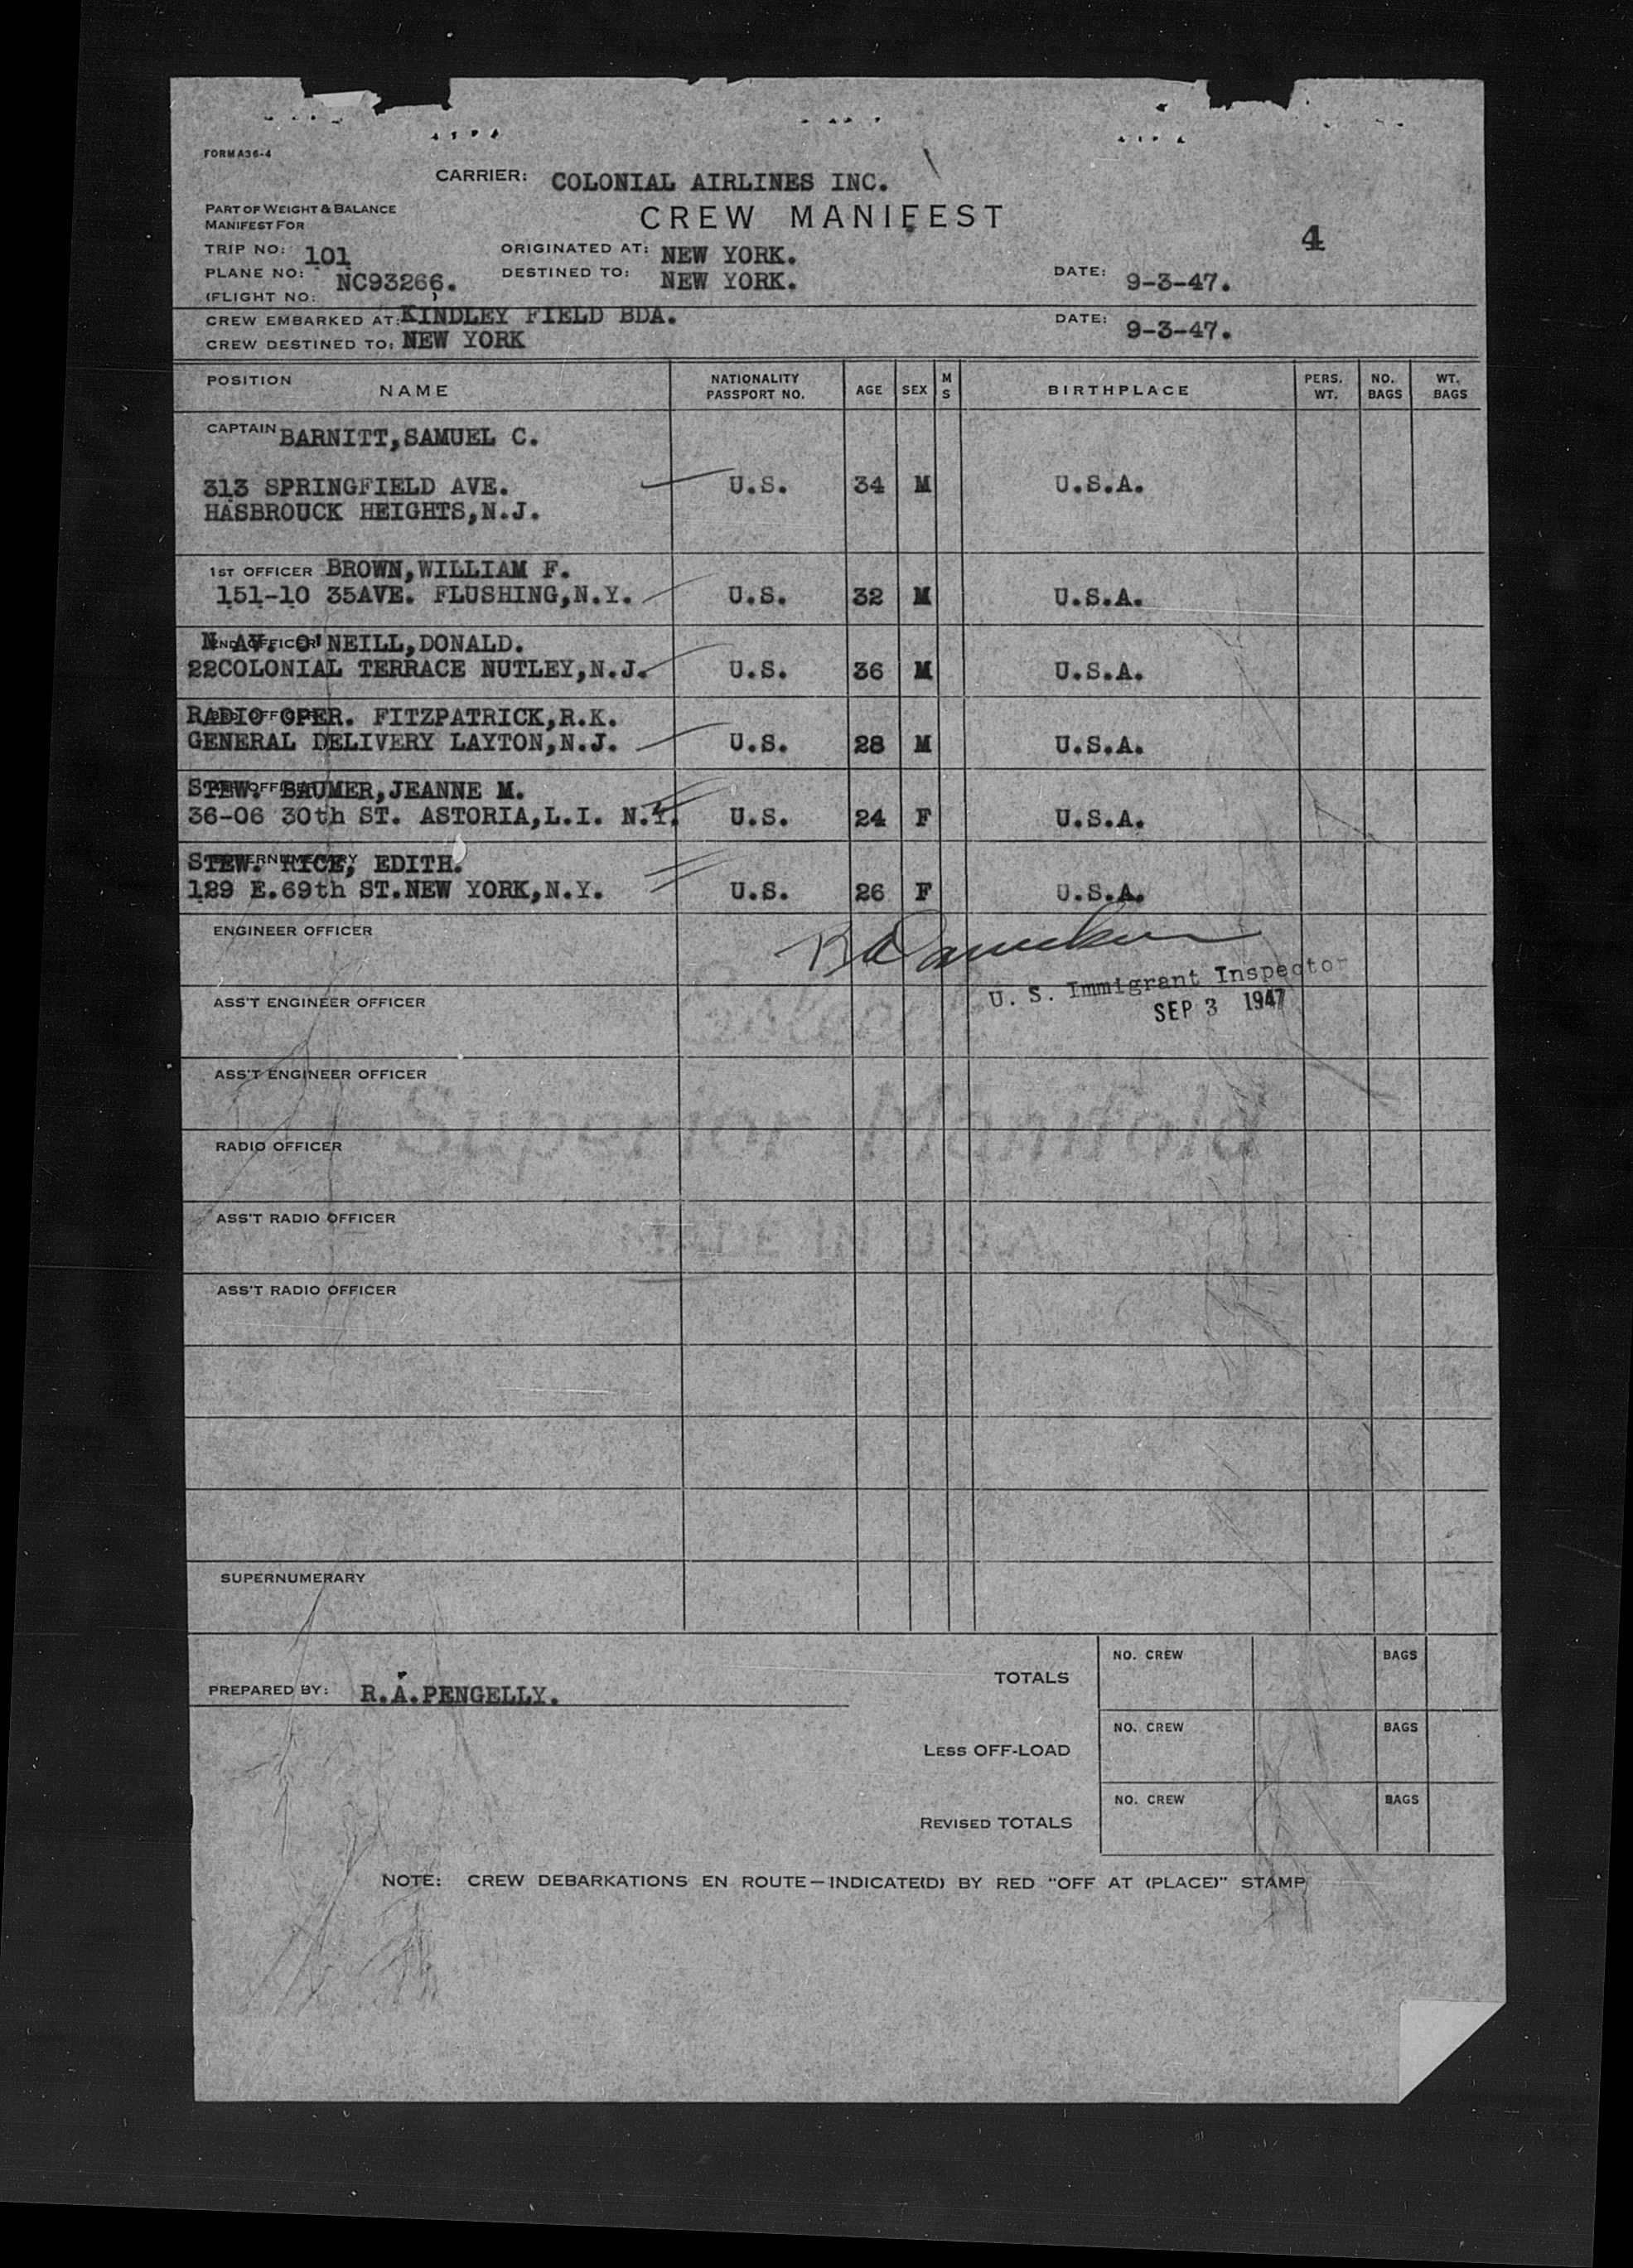 FORM A36-4
CARRIER: COLONIAL AIRLINES INC.
PART OF WEIGHT & BALANCE
MANIFEST FOR
CREW MANIFEST
4
TRIP NO: 101 ORIGINATED AT: NEW YORK.
PLANE NO: NC93266. DESTINED TO: NEW YORK. DATE: 9-3-47.
(FLIGHT NO: )
CREW EMBARKED AT: KINDLEY FIELD BDA. DATE: 9-3-47.
CREW DESTINED TO: NEW YORK
POSITION NAME NATIONALITY PASSPORT NO. AGE SEX M S BIRTHPLACE PERS. WT. NO. BAGS WT. BAGS
CAPTAIN BARNITT,SAMUEL C.
313 SPRINGFIELD AVE. U.S. 34 M U.S.A.
HASBROUCK HEIGHTS,N.J.
1ST OFFICER BROWN,WILLIAM F.
151-10 35AVE. FLUSHING,N.Y. U.S. 32 M U.S.A.
NAV. O'NEILL,DONALD.
22COLONIAL TERRACE NUTLEY,N.J. U.S. 36 M U.S.A.
RADIO OPER. FITZPATRICK,R.K.
GENERAL DELIVERY LAYTON,N.J. U.S. 28 M U.S.A.
STEW. BAUMER,JEANNE M.
36-06 30th ST. ASTORIA,L.I. N.Y. U.S. 24 F U.S.A.
STEW. RICE, EDITH.
129 E.69th ST.NEW YORK,N.Y. U.S. 26 F U.S.A.
ENGINEER OFFICER
U. S. Immigrant Inspector
ASS'T ENGINEER OFFICER
SEP 3 1947
ASS'T ENGINEER OFFICER
Superior Manifold
RADIO OFFICER
ASS'T RADIO OFFICER
ASS'T RADIO OFFICER
SUPERNUMERARY
NO. CREW BAGS
PREPARED BY: R.A.PENGELLY. TOTALS
NO. CREW BAGS
LESS OFF-LOAD
NO. CREW BAGS
REVISED TOTALS
NOTE: CREW DEBARKATIONS EN ROUTE—INDICATE(D) BY RED "OFF AT (PLACE)" STAMP